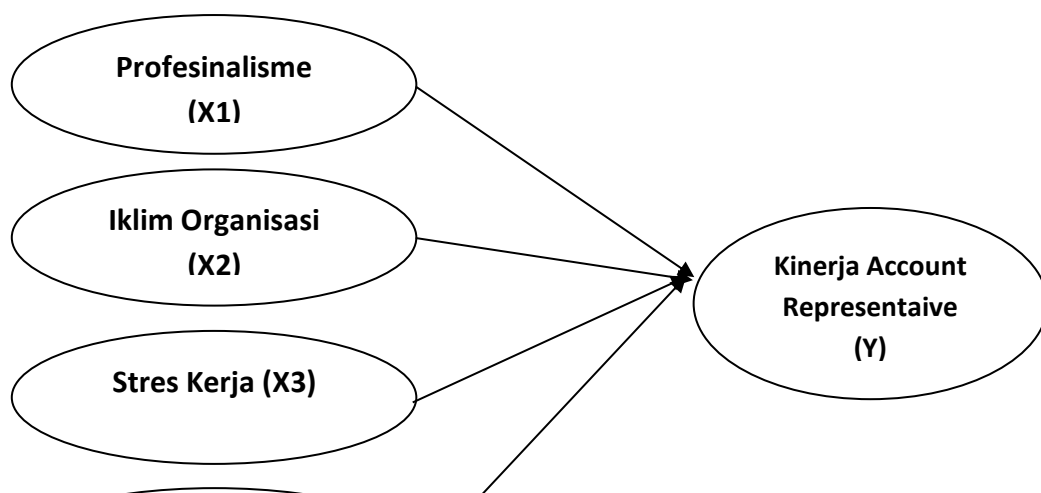 Profesinalisme
(X1)
Iklim Organisasi
(X2)
Stres Kerja (X3)
Kinerja Account
Representaive
(Y)